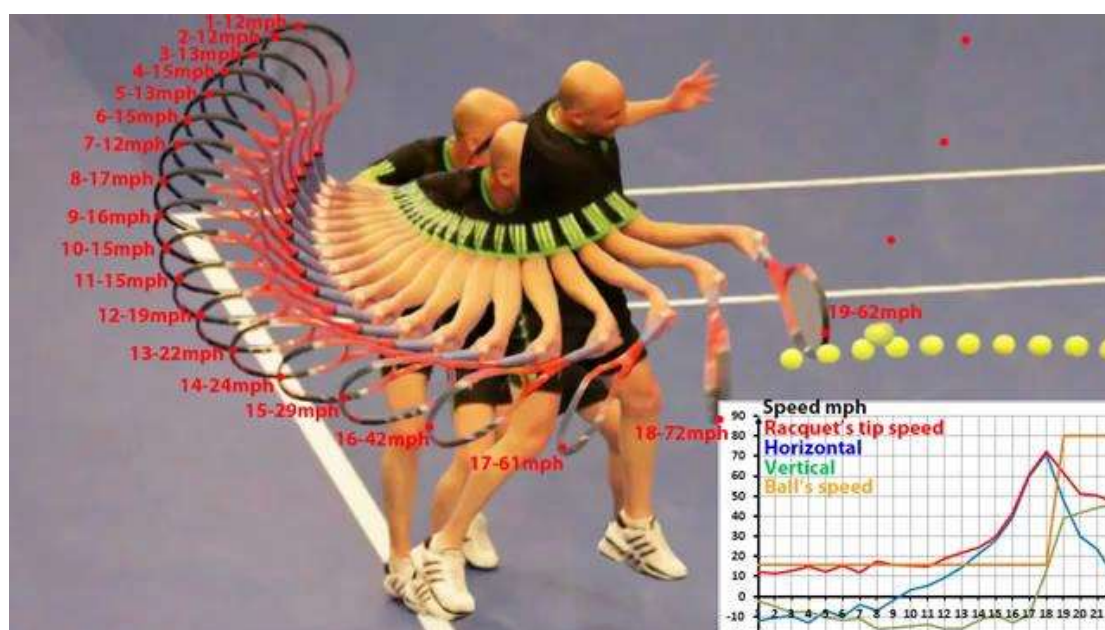 1-12mph
2-12mph
3-13mph
4-15mph
5-13mph
6-15mph
7-12mph
8-17mph
9-16mph
10-15mph
11-15mph
12-19mph
13-22mph
14-24mph
15-29mph
16-42mph
17-61mph
18-72mph
19-62mph
Speed mph
Racquet's tip speed
Horizontal
Vertical
Ball's speed
90
80
70
60
50
40
30
20
10
0
-10
2 3 4 5 6 7 8 9 10 11 12 13 14 15 16 17 18 19 20 21